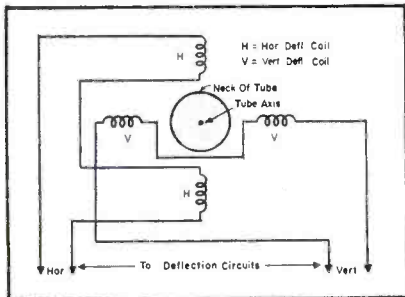 H
H = Hor Defl Coil
V = Vert Defl Coil
Neck Of Tube
Tube Axis
V
V
H
Hor
To Deflection Circuits
Vert